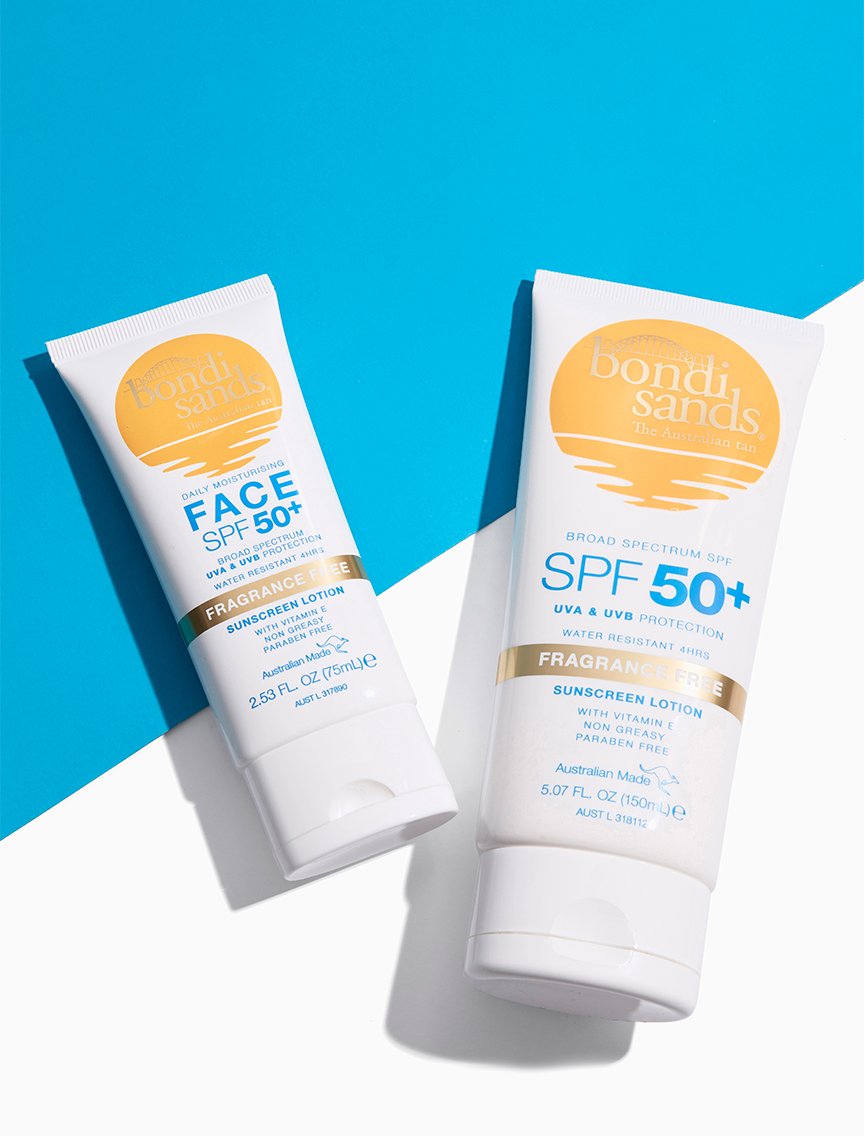 bondi
sands
The Australian tan
DAILY MOISTURISING
FACE
SPF 50+
BROAD SPECTRUM
UVA & UVB PROTECTION
WATER RESISTANT 4HRS
FRAGRANCE FREE
SUNSCREEN LOTION
WITH VITAMIN E
NON GREASY
PARABEN FREE
Australian Made
2.53 FL. OZ (75mL)℮
AUST L 317890
bondi
sands®
The Australian tan
BROAD SPECTRUM SPF
SPF 50+
UVA & UVB PROTECTION
WATER RESISTANT 4HRS
FRAGRANCE FREE
SUNSCREEN LOTION
WITH VITAMIN E
NON GREASY
PARABEN FREE
Australian Made
5.07 FL. OZ (150mL)℮
AUST L 318112